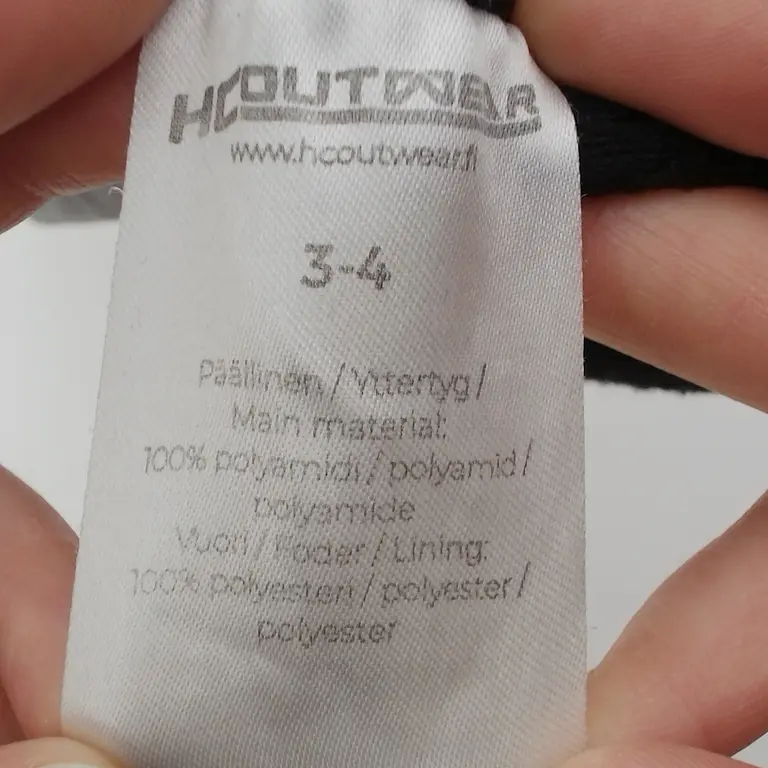 HCOUTWEAR
www.hcoutwear.fi
3-4
Päällinen / Yttertyg /
Main material:
100% polyamidi / polyamid /
polyamide
Vuori / Foder / Lining:
100% polyesteri / polyester /
polyester